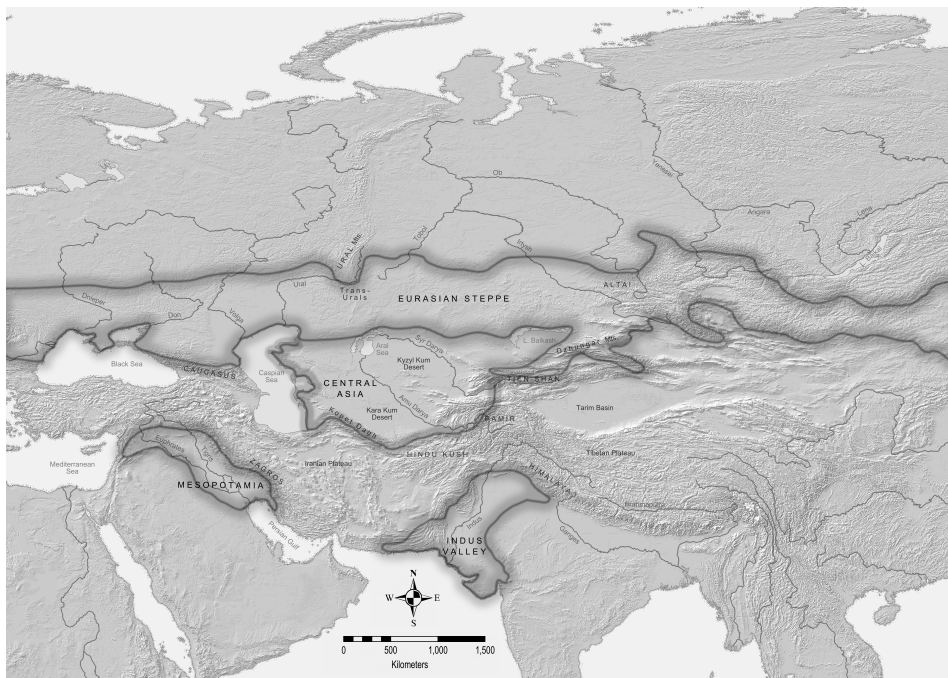 Ob
Yenesei
Angara
Lena
URAL Mts.
Tobol
Irtysh
ALTAI
Ural
Trans-
Urals
EURASIAN STEPPE
Dnieper
Don
Volga
Aral
Sea
Syr Darya
L. Balkash
Dzhungar Mts.
Black Sea
CAUCASUS
Caspian
Sea
Kyzyl Kum
Desert
TIEN SHAN
CENTRAL
ASIA
Amu Darya
Kara Kum
Desert
Kopet Dagh
PAMIR
Tarim Basin
Euphrates
Tigris
ZAGROS
Iranian Plateau
HINDU KUSH
Tibetan Plateau
Mediterranean
Sea
MESOPOTAMIA
HIMALAYAS
Brahmaputra
Persian Gulf
Indus
INDUS
VALLEY
Ganges
N
W
E
S
0 500 1,000 1,500
Kilometers